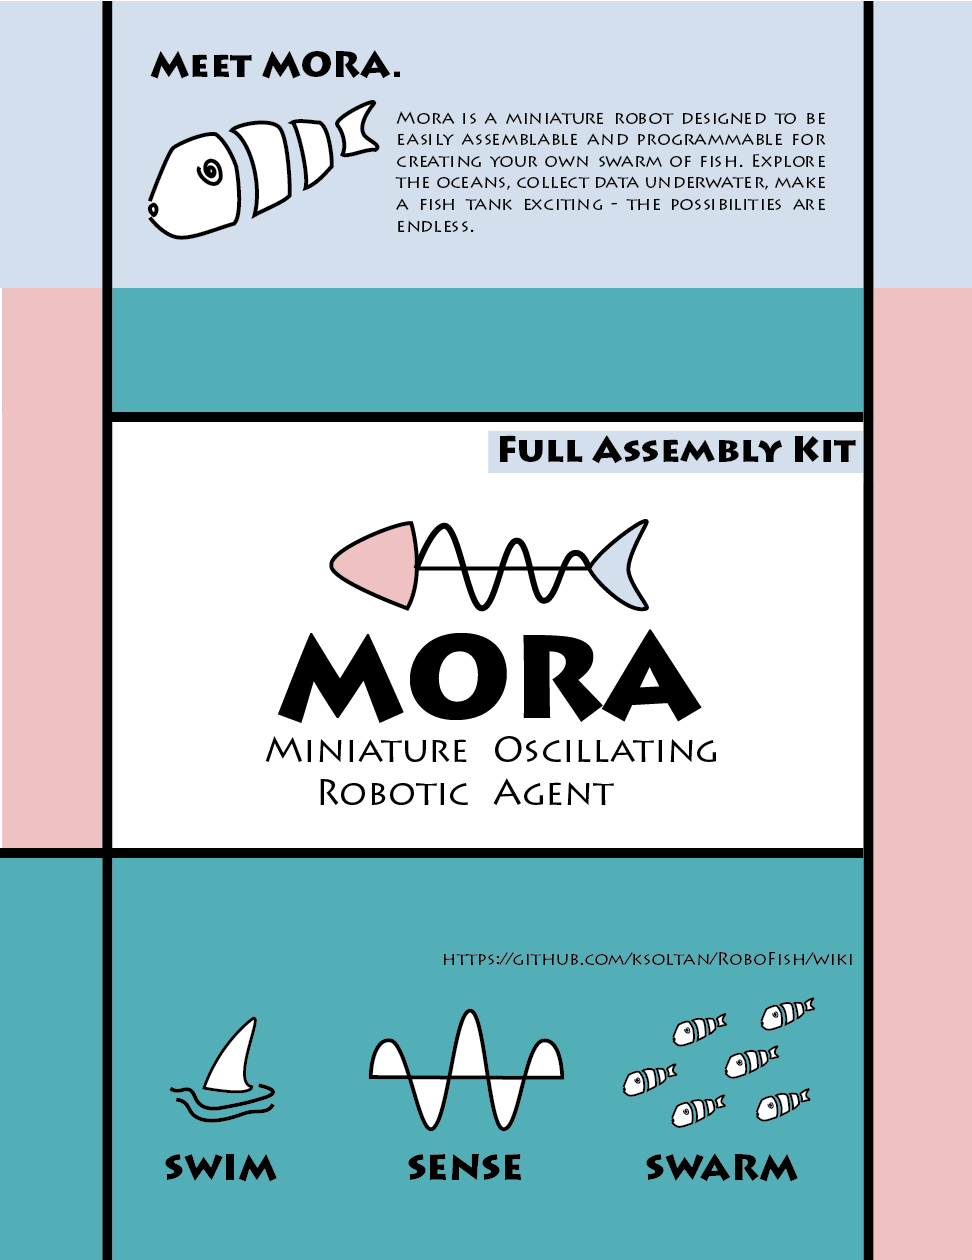 Meet MORA.
Mora is a miniature robot designed to be
easily assemblable and programmable for
creating your own swarm of fish. Explore
the oceans, collect data underwater, make
a fish tank exciting - the possibilities are
endless.
Full Assembly Kit
MORA
Miniature Oscillating
Robotic Agent
https://github.com/ksoltan/RoboFish/wiki
SWIM
SENSE
SWARM